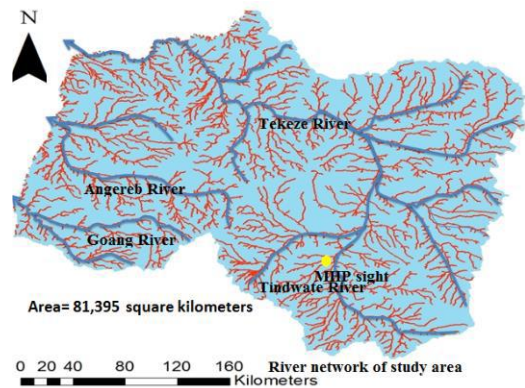 N
Tekeze River
Angereb River
Goang River
MHP sight
Tindwate River
Area= 81,395 square kilometers
0 20 40 80 120 160
Kilometers
River network of study area